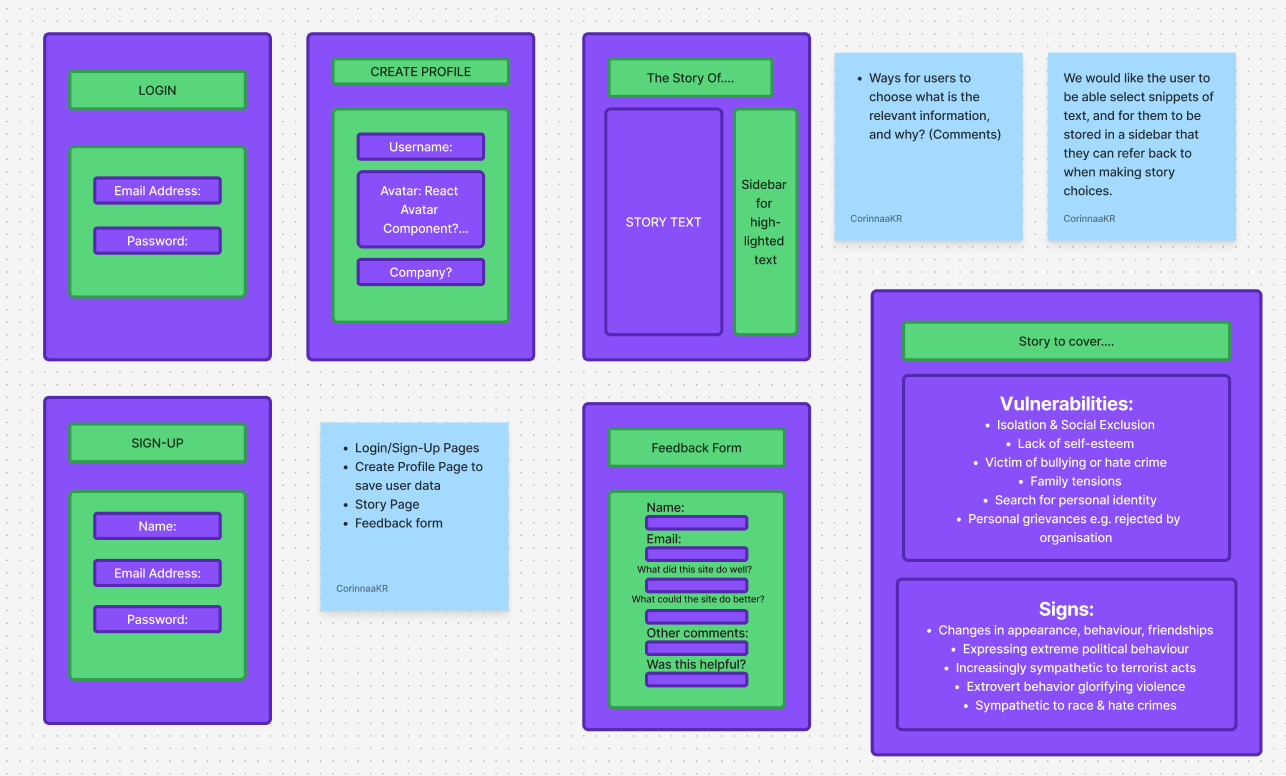 LOGIN
Email Address:
Password:
CREATE PROFILE
Username:
Avatar: React
Avatar
Component?...
Company?
The Story Of....
STORY TEXT
Sidebar
for
high-
lighted
text
• Ways for users to
choose what is the
relevant information,
and why? (Comments)
CorinnaaKR
We would like the user to
be able select snippets of
text, and for them to be
stored in a sidebar that
they can refer back to
when making story
choices.
CorinnaaKR
SIGN-UP
Name:
Email Address:
Password:
• Login/Sign-Up Pages
• Create Profile Page to
save user data
• Story Page
• Feedback form
CorinnaaKR
Feedback Form
Name:
Email:
What did this site do well?
What could the site do better?
Other comments:
Was this helpful?
Story to cover....
Vulnerabilities:
• Isolation & Social Exclusion
• Lack of self-esteem
• Victim of bullying or hate crime
• Family tensions
• Search for personal identity
• Personal grievances e.g. rejected by
organisation
Signs:
• Changes in appearance, behaviour, friendships
• Expressing extreme political behaviour
• Increasingly sympathetic to terrorist acts
• Extrovert behavior glorifying violence
• Sympathetic to race & hate crimes